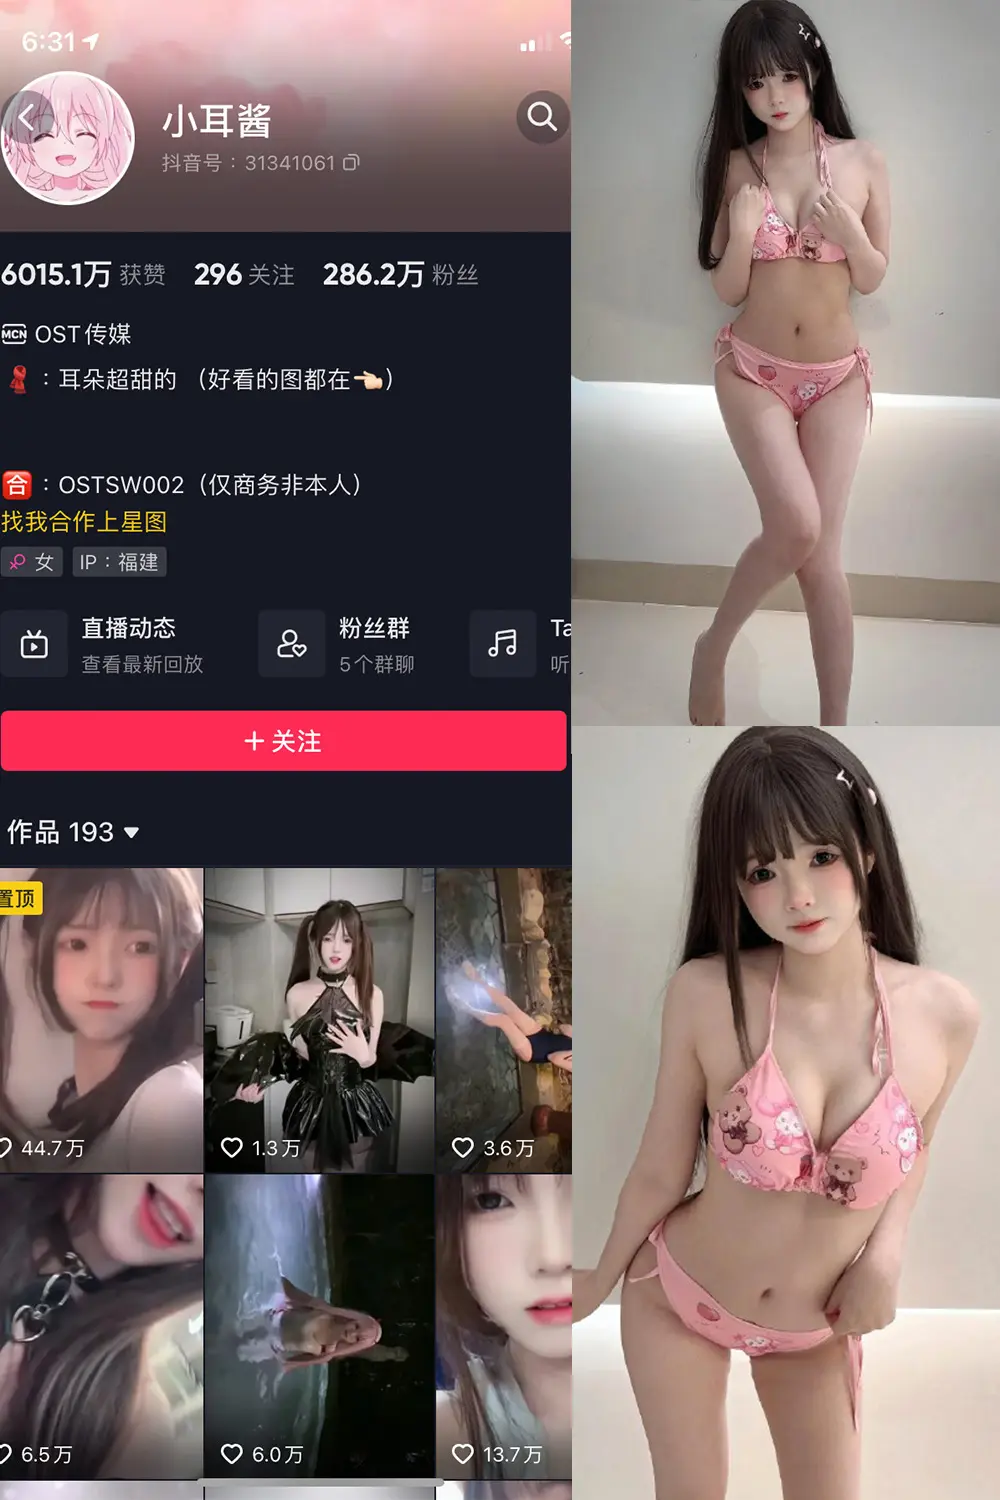 6:31
小耳酱
抖音号：31341061
6015.1万 获赞 296 关注 286.2万 粉丝
MCN OST传媒
：耳朵超甜的 （好看的图都在👈🏻）
合：OSTSW002（仅商务非本人）
找我合作上星图
女 IP：福建
直播动态
查看最新回放
粉丝群
5个群聊
Ta
听
+ 关注
作品 193
置顶
44.7万
1.3万
3.6万
6.5万
6.0万
13.7万